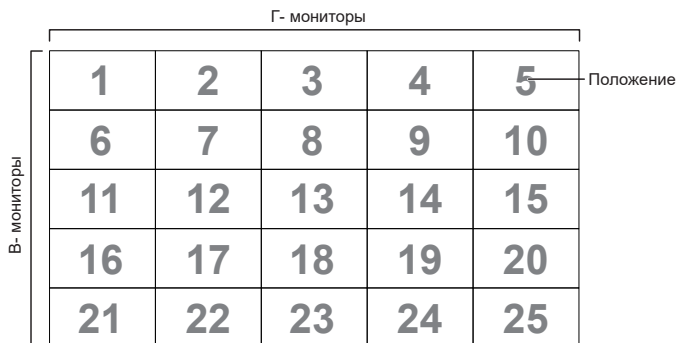 Г- мониторы
1 2 3 4 5 Положение
6 7 8 9 10
В- мониторы
11 12 13 14 15
16 17 18 19 20
21 22 23 24 25